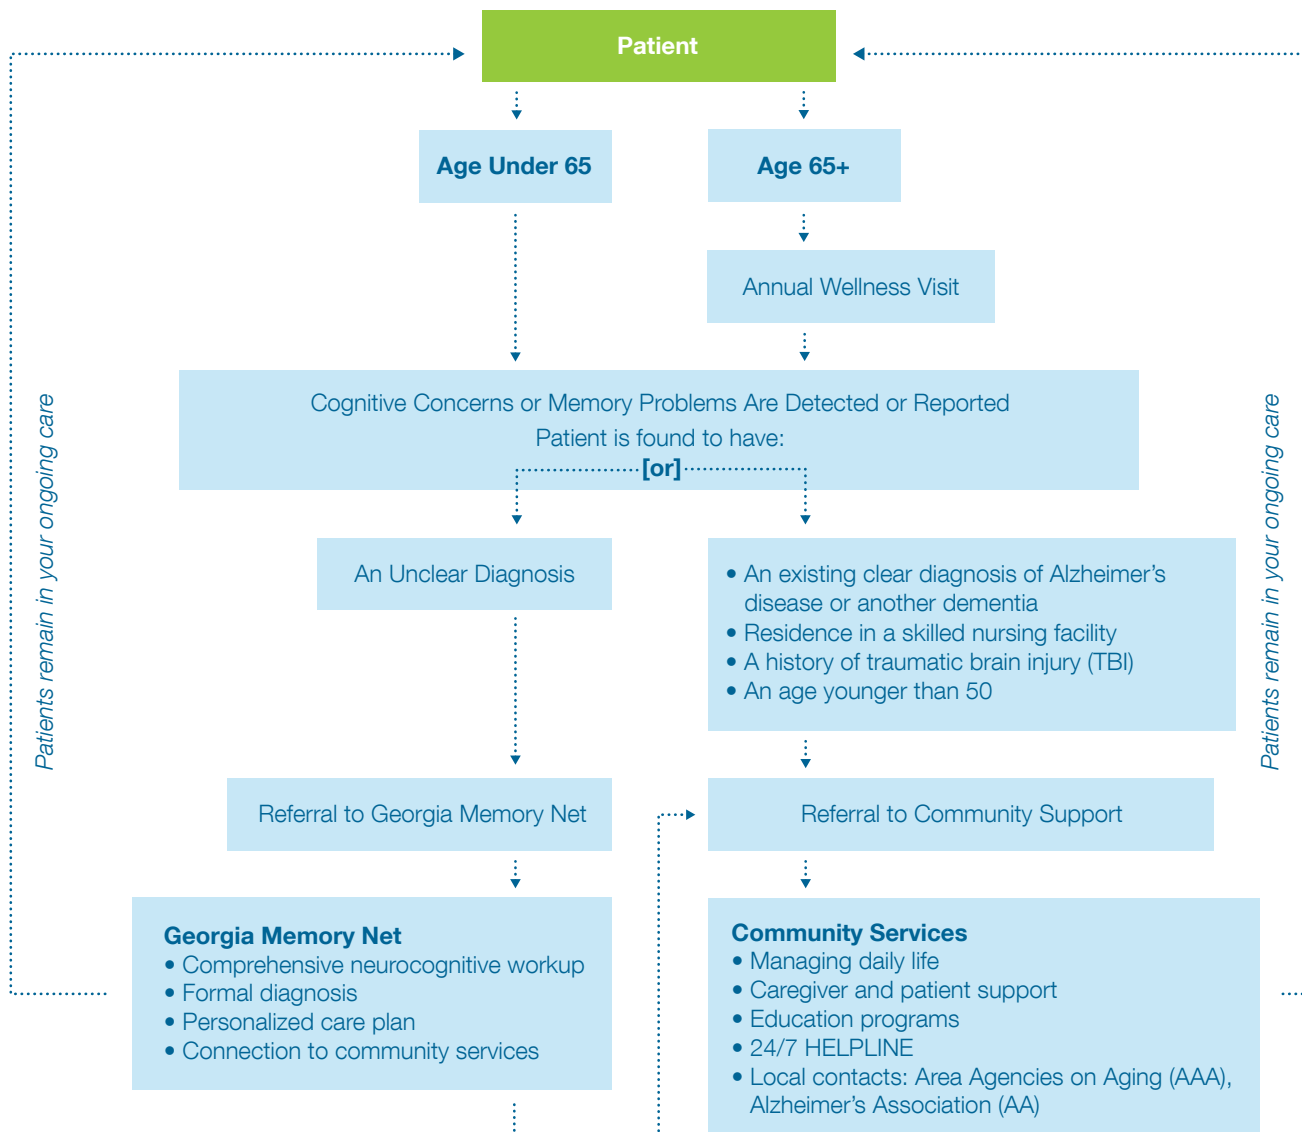 Patient
Age Under 65
Age 65+
Annual Wellness Visit
Cognitive Concerns or Memory Problems Are Detected or Reported
Patient is found to have:
[or]
An Unclear Diagnosis
• An existing clear diagnosis of Alzheimer’s
disease or another dementia
• Residence in a skilled nursing facility
• A history of traumatic brain injury (TBI)
• An age younger than 50
Referral to Georgia Memory Net
Referral to Community Support
Georgia Memory Net
• Comprehensive neurocognitive workup
• Formal diagnosis
• Personalized care plan
• Connection to community services
Community Services
• Managing daily life
• Caregiver and patient support
• Education programs
• 24/7 HELPLINE
• Local contacts: Area Agencies on Aging (AAA),
Alzheimer’s Association (AA)
Patients remain in your ongoing care
Patients remain in your ongoing care